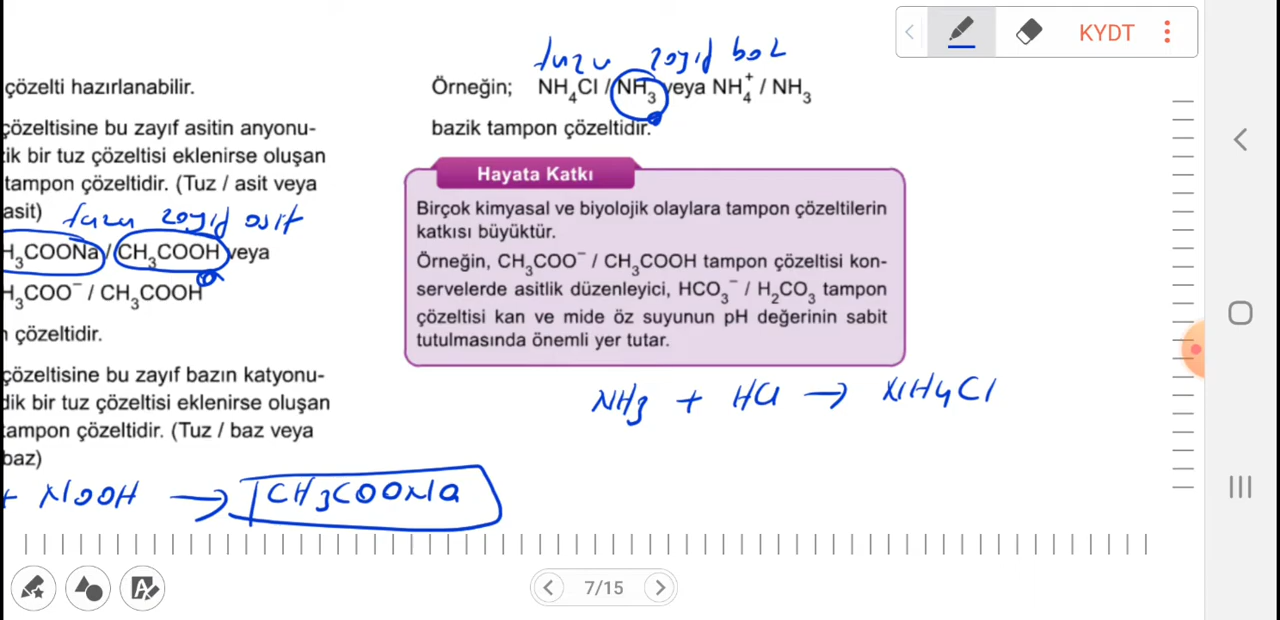 KYDT
çözelti hazırlanabilir.
çözeltisine bu zayıf asitin anyonu-
ik bir tuz çözeltisi eklenirse oluşan
tampon çözeltidir. (Tuz / asit veya
asit)
tuzu zayıf asit
H₃COONa / CH₃COOH veya
H₃COO⁻ / CH₃COOH
n çözeltidir.
çözeltisine bu zayıf bazın katyonu-
dik bir tuz çözeltisi eklenirse oluşan
tampon çözeltidir. (Tuz / baz veya
baz)
+ NaOH → CH₃COONa
tuzu zayıf baz
Örneğin; NH₄Cl / NH₃ veya NH₄⁺ / NH₃
bazik tampon çözeltidir.
Hayata Katkı
Birçok kimyasal ve biyolojik olaylara tampon çözeltilerin
katkısı büyüktür.
Örneğin, CH₃COO⁻ / CH₃COOH tampon çözeltisi kon-
servelerde asitlik düzenleyici, HCO₃⁻ / H₂CO₃ tampon
çözeltisi kan ve mide öz suyunun pH değerinin sabit
tutulmasında önemli yer tutar.
NH₃ + HCl → NH₄Cl
7/15